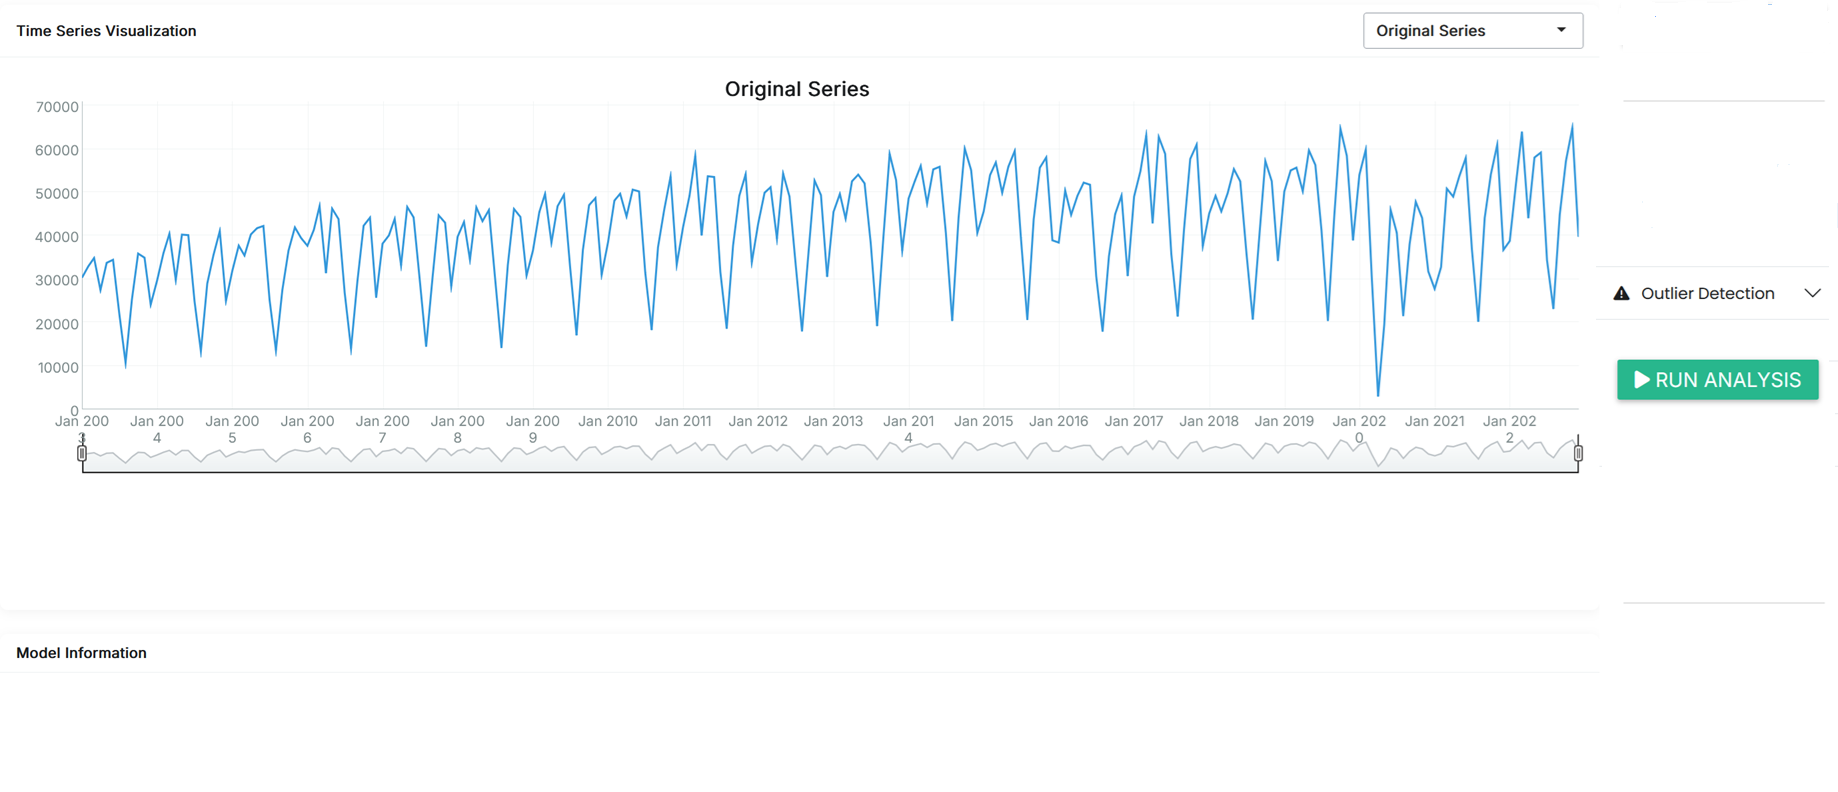 Time Series Visualization
Original Series
Original Series
70000
60000
50000
40000
30000
20000
10000
0
Jan 200 Jan 200 Jan 200 Jan 200 Jan 200 Jan 200 Jan 200 Jan 2010 Jan 2011 Jan 2012 Jan 2013 Jan 201 Jan 2015 Jan 2016 Jan 2017 Jan 2018 Jan 2019 Jan 202 Jan 2021 Jan 202
3 4 5 6 7 8 9 4 0 2
Outlier Detection
RUN ANALYSIS
Model Information